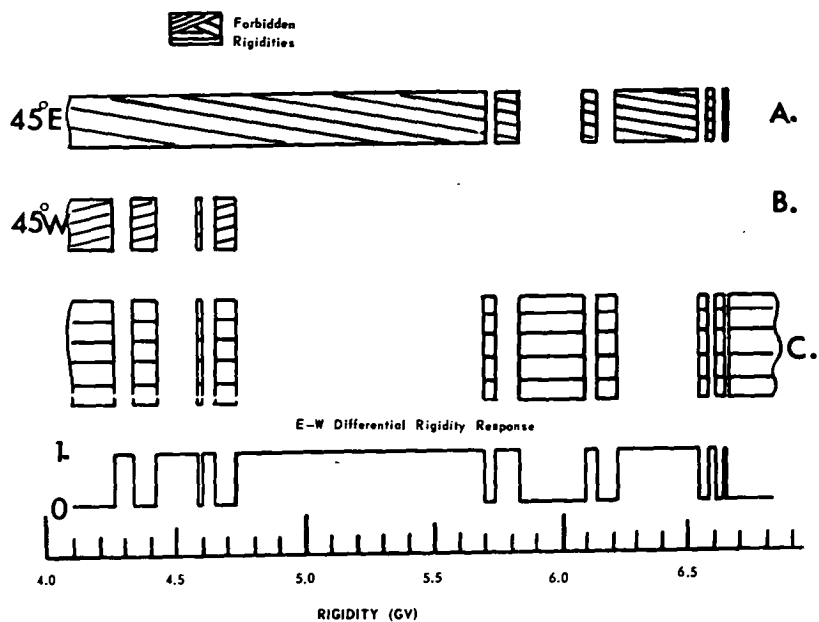 Forbidden
Rigidities
45°E
A.
45°W
B.
C.
E-W Differential Rigidity Response
1
0
4.0 4.5 5.0 5.5 6.0 6.5
RIGIDITY (GV)